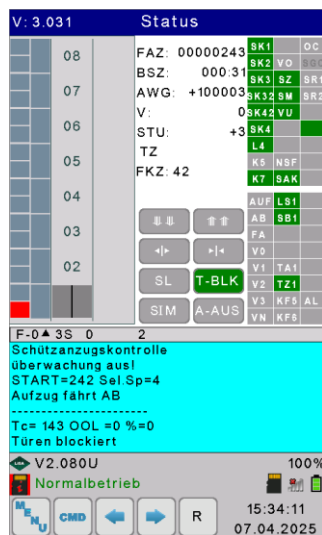 V: 3.031 Status
08
07
06
05
04
03
02
FAZ: 00000243
BSZ: 000:31
AWG: +100003
V: 0
STU: +3
TZ
FKZ: 42
SL T-BLK
SIM A-AUS
SK1 OC
SK2 VO SGO
SK3 SZ SR1
SK32 SM SR2
SK42 VU
SK4
L4
K5 NSF
K7 SAK
AUF LS1
AB SB1
FA
V0
V1 TA1
V2 TZ1
V3 KF5 AL
VN KF6
F-0▲ 3S 0 2
Schützanzugskontrolle
überwachung aus!
START=242 Sel.Sp=4
Aufzug fährt AB
----------------------
Tc= 143 OOL =0 %=0
Türen blockiert
V2.080U 100%
Normalbetrieb
MENU CMD R
15:34:11
07.04.2025